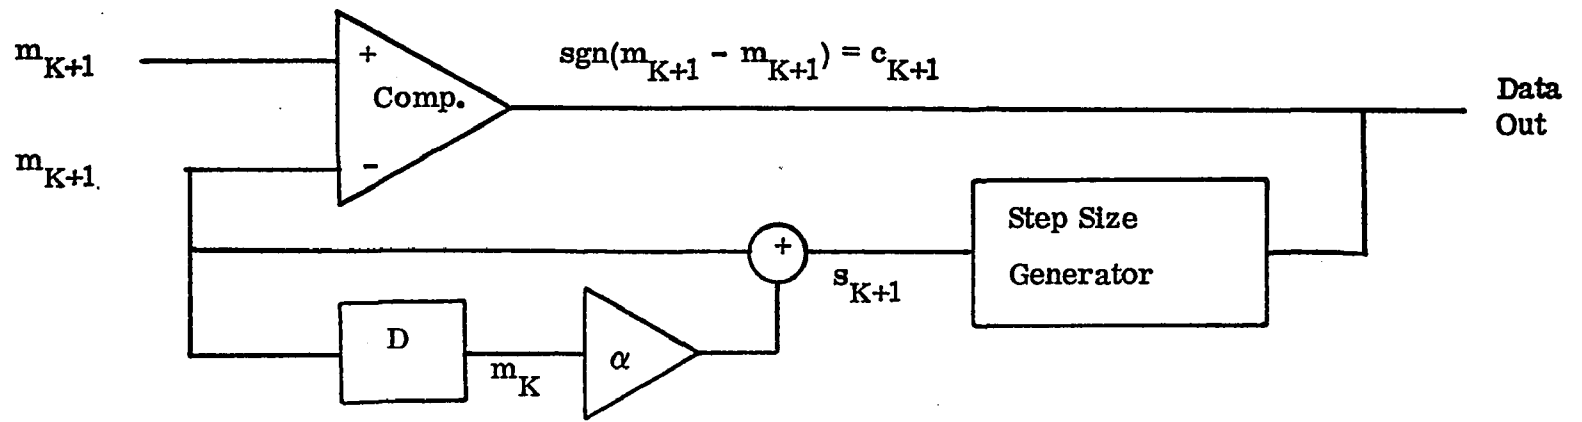 m_{K+1}
+
Comp.
sgn(m_{K+1} - m_{K+1}) = c_{K+1}
Data
Out
m_{K+1}
-
+
s_{K+1}
Step Size
Generator
D
m_K
α